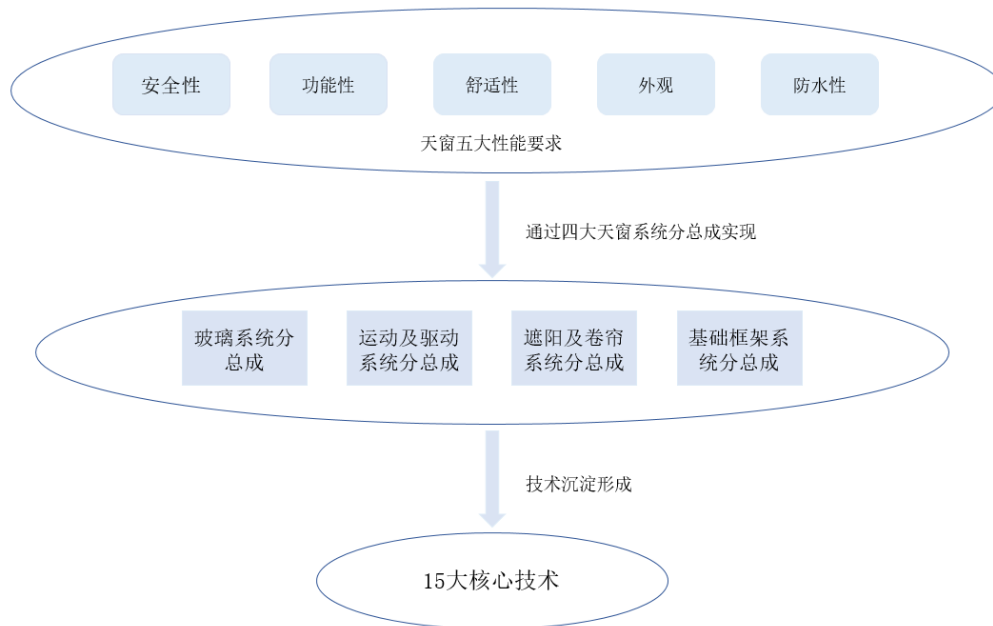 安全性
功能性
舒适性
外观
防水性
天窗五大性能要求
通过四大天窗系统分总成实现
玻璃系统分
总成
运动及驱动
系统分总成
遮阳及卷帘
系统分总成
基础框架系
统分总成
技术沉淀形成
15大核心技术